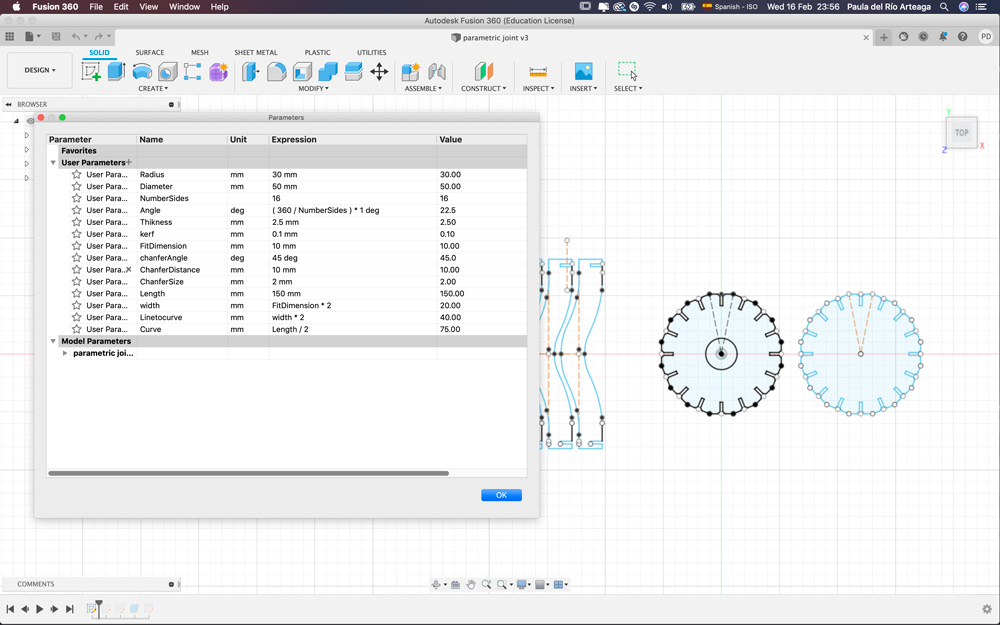 Fusion 360 File Edit View Window Help Spanish - ISO Wed 16 Feb 23:56 Paula del Río Arteaga
Autodesk Fusion 360 (Education License)
parametric joint v3 PD
SOLID SURFACE MESH SHEET METAL PLASTIC UTILITIES
DESIGN
CREATE MODIFY ASSEMBLE CONSTRUCT INSPECT INSERT SELECT
BROWSER
Parameters
Parameter Name Unit Expression Value
Favorites
User Parameters
User Para... Radius mm 30 mm 30.00
User Para... Diameter mm 50 mm 50.00
User Para... NumberSides mm 16 16
User Para... Angle deg ( 360 / NumberSides ) * 1 deg 22.5
User Para... Thikness mm 2.5 mm 2.50
User Para... kerf mm 0.1 mm 0.10
User Para... FitDimension mm 10 mm 10.00
User Para... chanferAngle deg 45 deg 45.0
User Para... ChanferDistance mm 10 mm 10.00
User Para... ChanferSize mm 2 mm 2.00
User Para... Length mm 150 mm 150.00
User Para... width mm FitDimension * 2 20.00
User Para... Linetocurve mm width * 2 40.00
User Para... Curve mm Length / 2 75.00
Model Parameters
parametric joi...
OK
Y
TOP
X
Z
COMMENTS